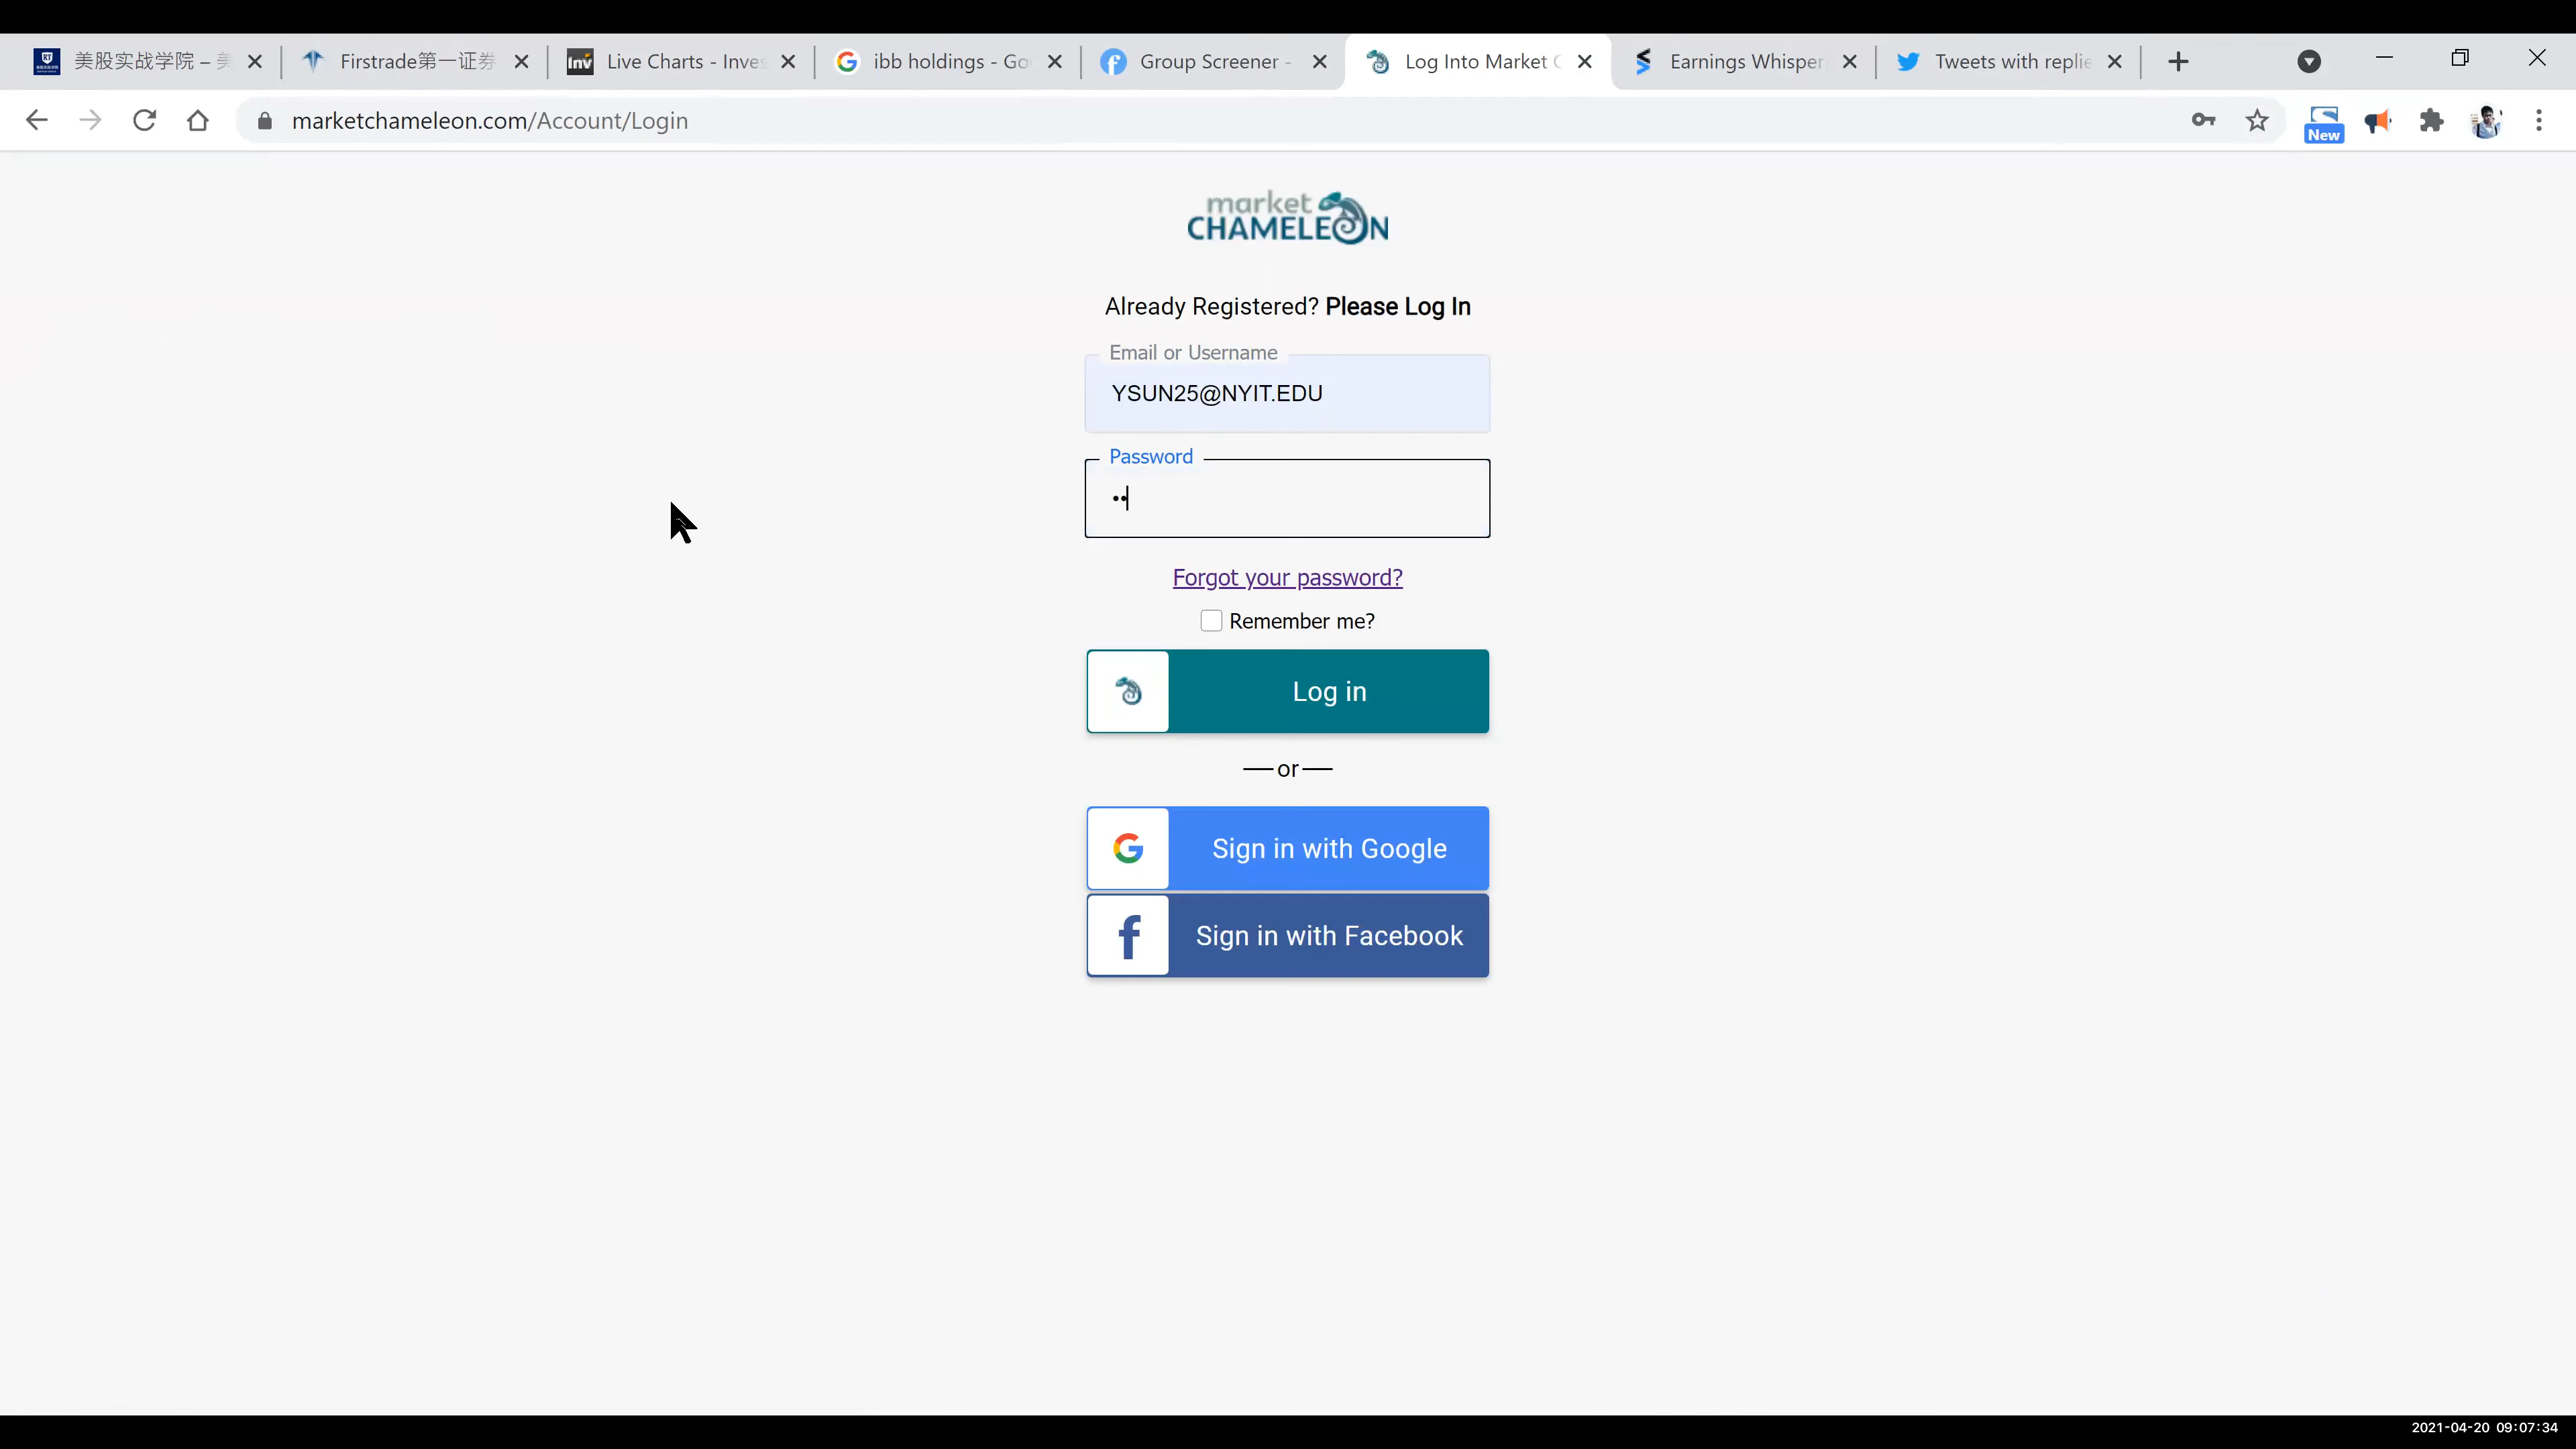 美股实战学院 – 美
Firstrade第一证券
Live Charts - Inves
ibb holdings - Go
Group Screener -
Log Into Market C
Earnings Whisper
Tweets with replie
marketchameleon.com/Account/Login
New
market
CHAMELEON
Already Registered? Please Log In
Email or Username
YSUN25@NYIT.EDU
Password
Forgot your password?
Remember me?
Log in
or
Sign in with Google
Sign in with Facebook
2021-04-20 09:07:34